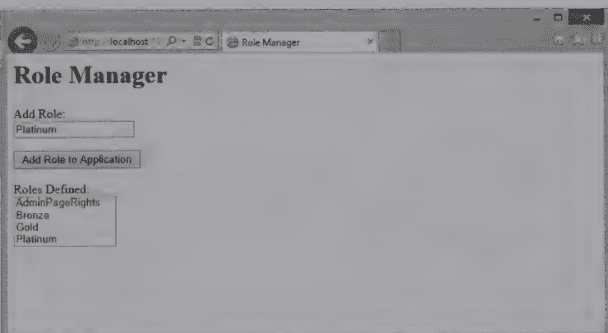 http localhost
Role Manager
Role Manager
Add Role:
Platinum
Add Role to Application
Roles Defined:
AdminPageRights
Bronze
Gold
Platinum